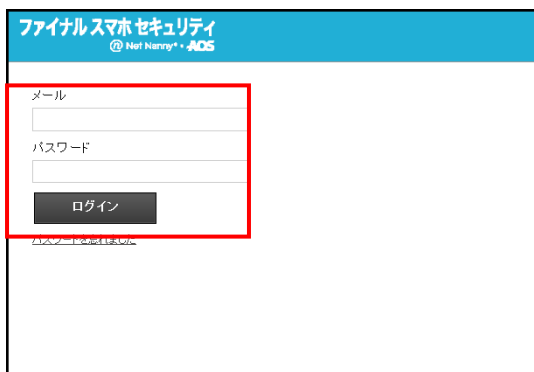 ファイナル スマホ セキュリティ
@ Net Nanny® • AOS
メール
パスワード
ログイン
パスワードを忘れました